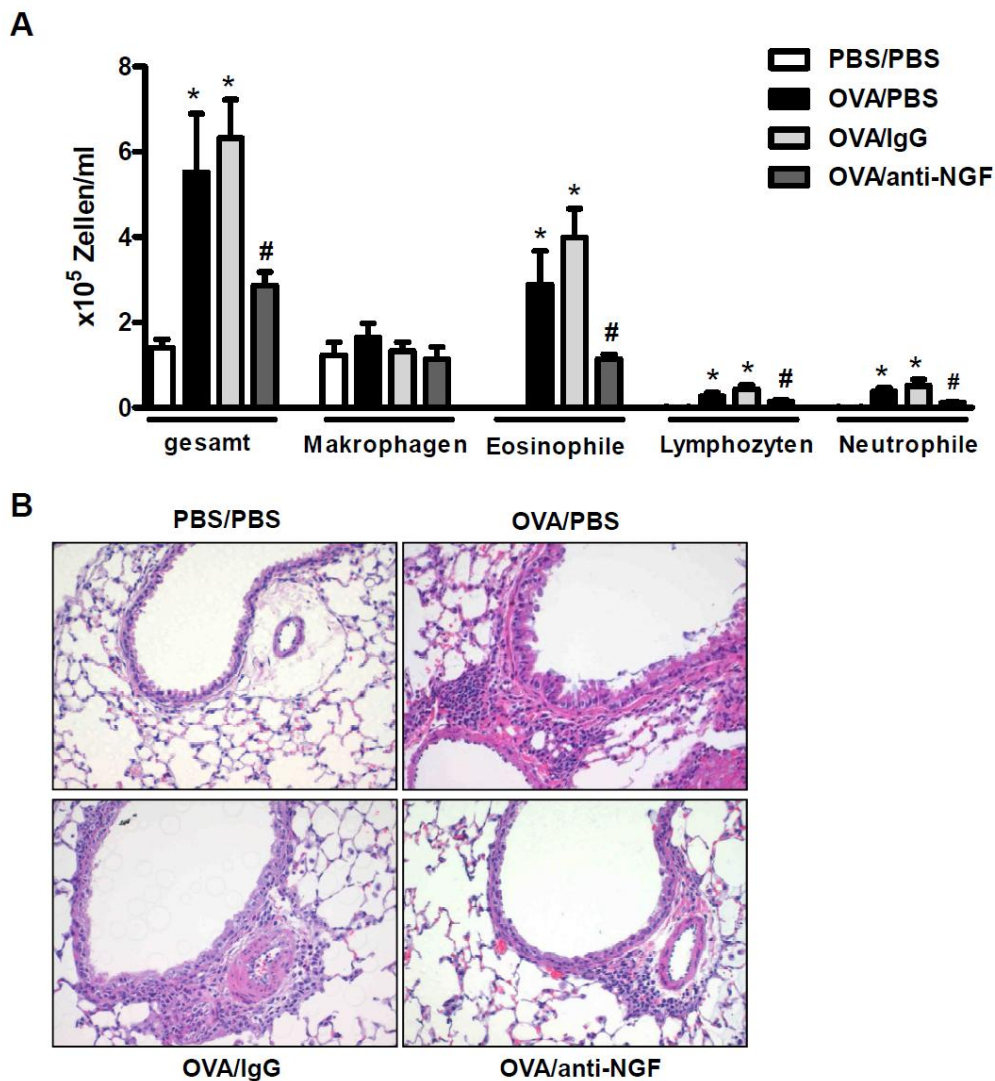 A
PBS/PBS
OVA/PBS
OVA/IgG
OVA/anti-NGF
x10⁵ Zellen/ml
8
6
4
2
0
* * #
* * #
* * #
* * #
gesamt Makrophagen Eosinophile Lymphozyten Neutrophile
B
PBS/PBS OVA/PBS
OVA/IgG OVA/anti-NGF